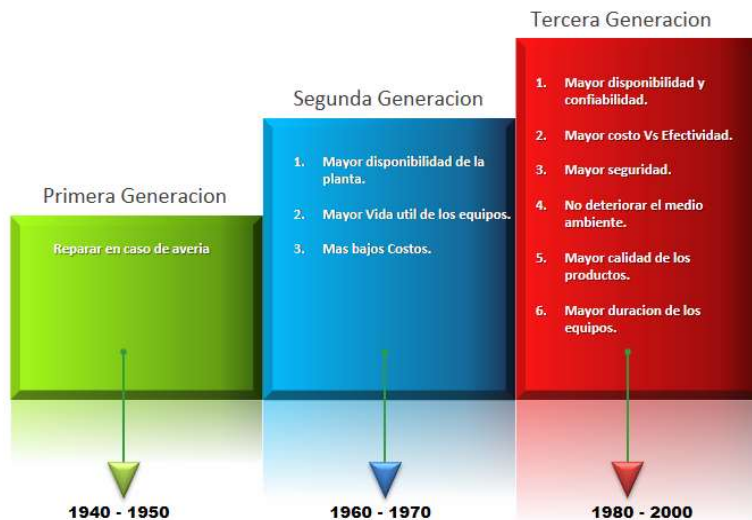 Primera Generacion
Reparar en caso de averia
1940 - 1950
Segunda Generacion
1. Mayor disponibilidad de la
planta.
2. Mayor Vida util de los equipos.
3. Mas bajos Costos.
1960 - 1970
Tercera Generacion
1. Mayor disponibilidad y
confiabilidad.
2. Mayor costo Vs Efectividad.
3. Mayor seguridad.
4. No deteriorar el medio
ambiente.
5. Mayor calidad de los
productos.
6. Mayor duracion de los
equipos.
1980 - 2000